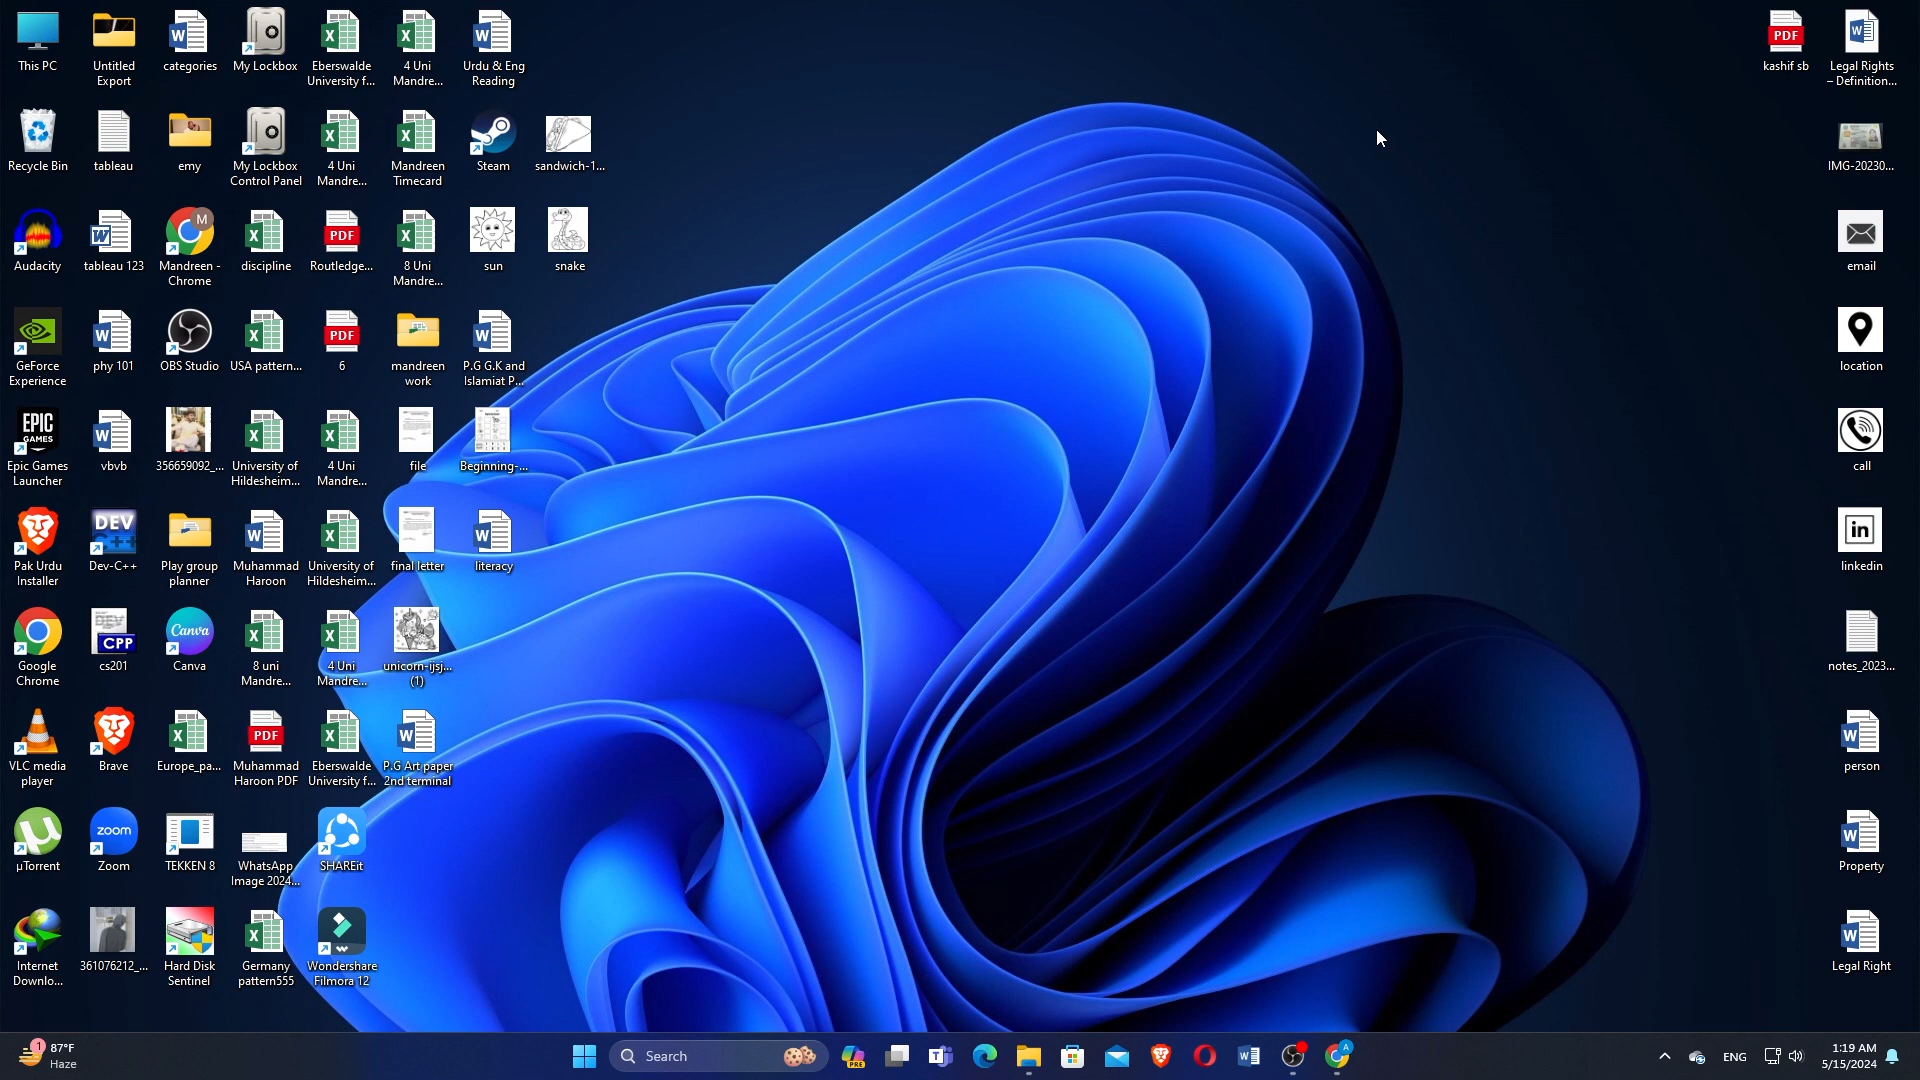 This PC
Untitled
Export
categories
My Lockbox
Eberswalde
University f...
4 Uni
Mandre...
Urdu & Eng
Reading
kashif sb
Legal Rights
– Definition...
Recycle Bin
tableau
emy
My Lockbox
Control Panel
4 Uni
Mandre...
Mandreen
Timecard
Steam
sandwich-1...
IMG-20230...
Audacity
tableau 123
Mandreen -
Chrome
discipline
Routledge...
8 Uni
Mandre...
sun
snake
email
GeForce
Experience
phy 101
OBS Studio
USA pattern...
6
mandreen
work
P.G G.K and
Islamiat P...
location
Epic Games
Launcher
vbvb
356659092_...
University of
Hildesheim...
4 Uni
Mandre...
file
Beginning-...
call
Pak Urdu
Installer
Dev-C++
Play group
planner
Muhammad
Haroon
University of
Hildesheim...
final letter
literacy
linkedin
Google
Chrome
cs201
Canva
8 uni
Mandre...
4 Uni
Mandre...
unicorn-ijsj...
(1)
notes_2023...
VLC media
player
Brave
Europe_pa...
Muhammad
Haroon PDF
Eberswalde
University f...
P.G Art paper
2nd terminal
person
µTorrent
Zoom
TEKKEN 8
WhatsApp
Image 2024...
SHAREit
Property
Internet
Downlo...
361076212_...
Hard Disk
Sentinel
Germany
pattern555
Wondershare
Filmora 12
Legal Right
1
87°F
Haze
Search
ENG
1:19 AM
5/15/2024